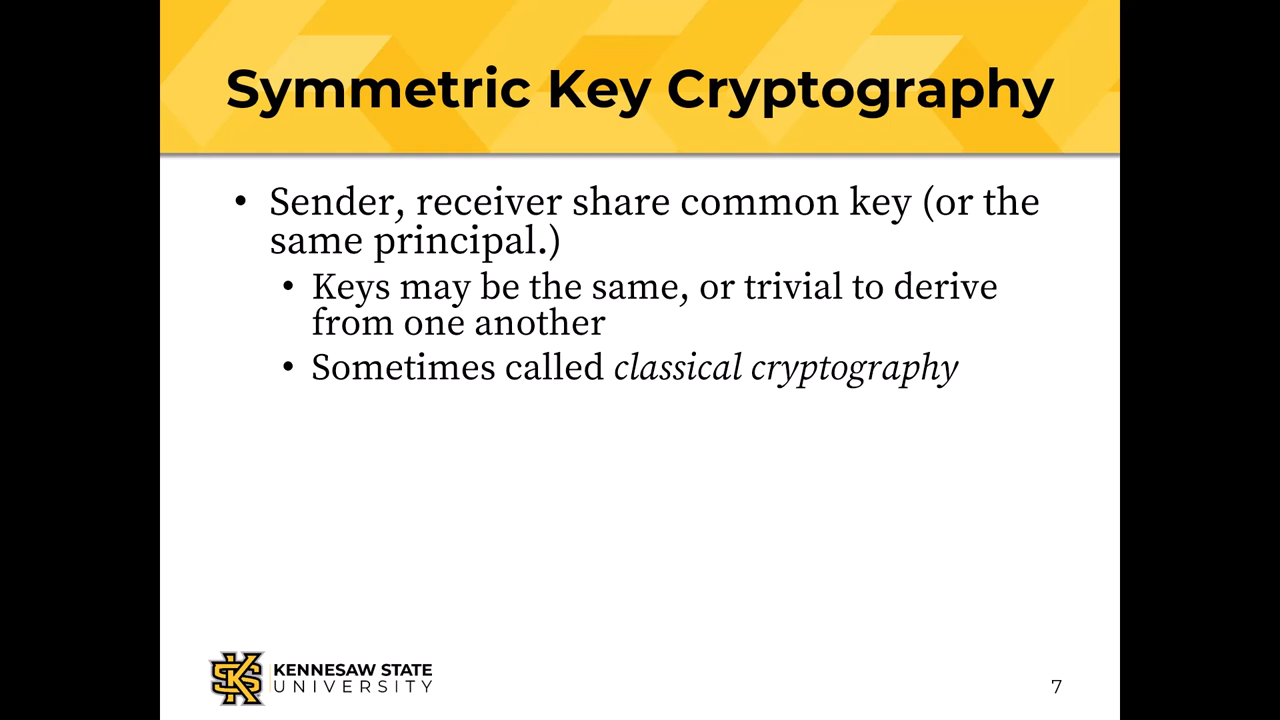 Symmetric Key Cryptography
• Sender, receiver share common key (or the
same principal.)
• Keys may be the same, or trivial to derive
from one another
• Sometimes called classical cryptography
KS
KENNESAW STATE
UNIVERSITY
7